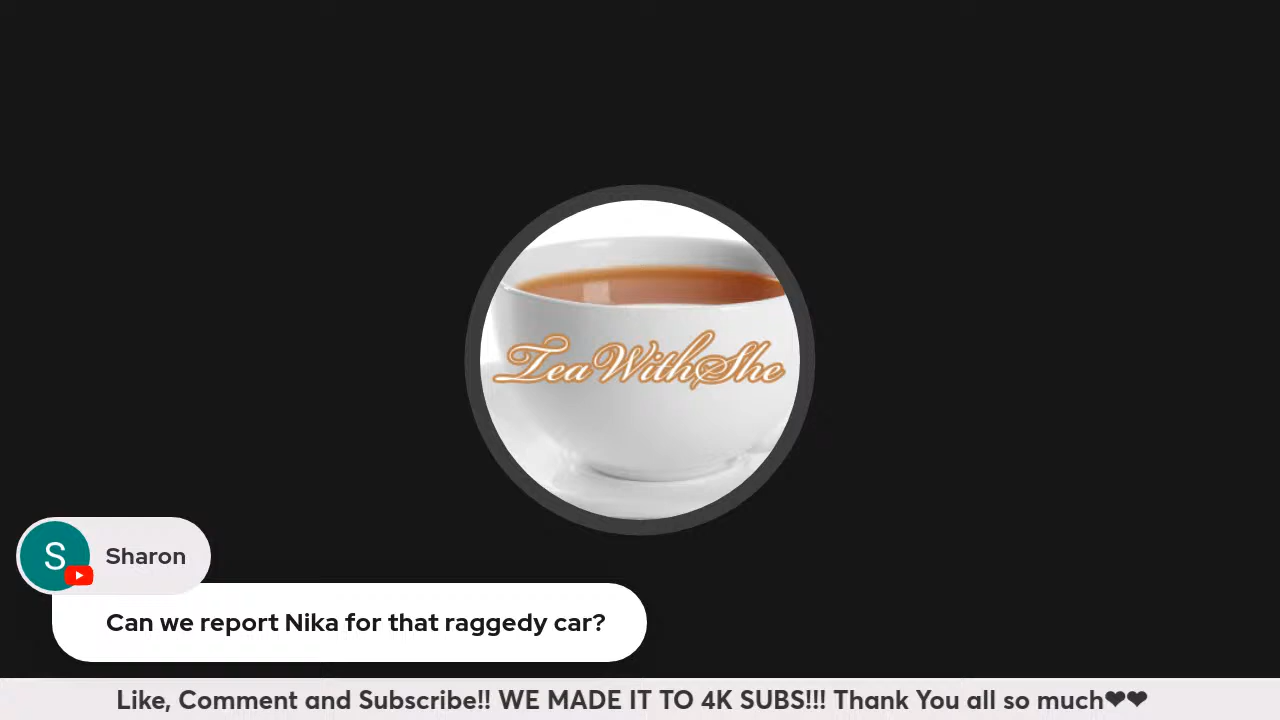 TeaWithShe
S
Sharon
Can we report Nika for that raggedy car?
Like, Comment and Subscribe!! WE MADE IT TO 4K SUBS!!! Thank You all so much❤❤